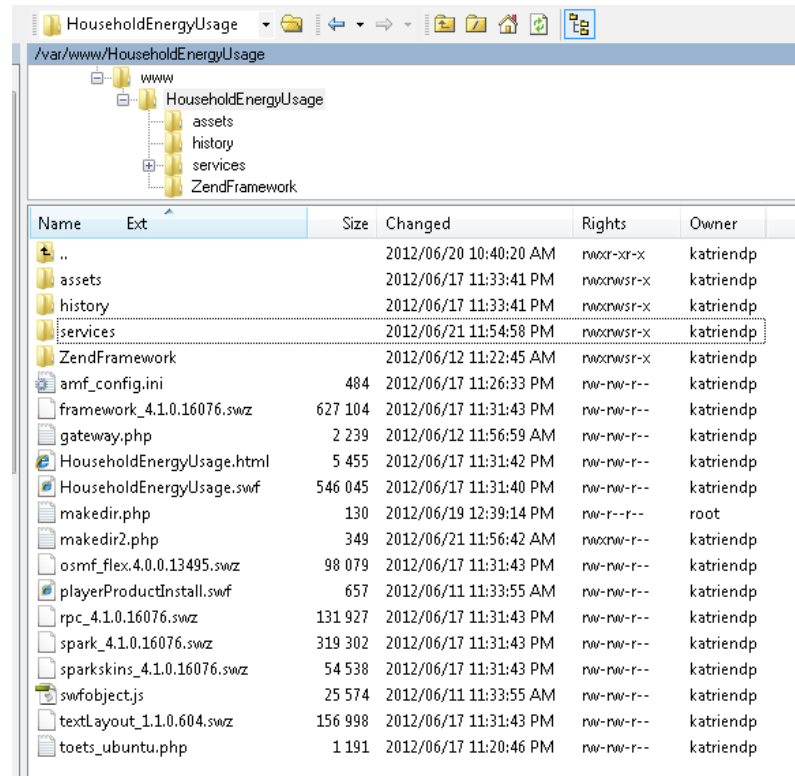 HouseholdEnergyUsage
/var/www/HouseholdEnergyUsage
www
HouseholdEnergyUsage
assets
history
services
ZendFramework
Name Ext Size Changed Rights Owner
.. 2012/06/20 10:40:20 AM rwxr-xr-x katriendp
assets 2012/06/17 11:33:41 PM rwxrwsr-x katriendp
history 2012/06/17 11:33:41 PM rwxrwsr-x katriendp
services 2012/06/21 11:54:58 PM rwxrwsr-x katriendp
ZendFramework 2012/06/12 11:22:45 AM rwxrwsr-x katriendp
amf_config.ini 484 2012/06/17 11:26:33 PM rw-rw-r-- katriendp
framework_4.1.0.16076.swz 627 104 2012/06/17 11:31:43 PM rw-rw-r-- katriendp
gateway.php 2 239 2012/06/12 11:56:59 AM rw-rw-r-- katriendp
HouseholdEnergyUsage.html 5 455 2012/06/17 11:31:42 PM rw-rw-r-- katriendp
HouseholdEnergyUsage.swf 546 045 2012/06/17 11:31:40 PM rw-rw-r-- katriendp
makedir.php 130 2012/06/19 12:39:14 PM rw-r--r-- root
makedir2.php 349 2012/06/21 11:56:42 AM rwxrw-r-- katriendp
osmf_flex.4.0.0.13495.swz 98 079 2012/06/17 11:31:43 PM rw-rw-r-- katriendp
playerProductInstall.swf 657 2012/06/11 11:33:55 AM rw-rw-r-- katriendp
rpc_4.1.0.16076.swz 131 927 2012/06/17 11:31:43 PM rw-rw-r-- katriendp
spark_4.1.0.16076.swz 319 302 2012/06/17 11:31:43 PM rw-rw-r-- katriendp
sparkskins_4.1.0.16076.swz 54 538 2012/06/17 11:31:43 PM rw-rw-r-- katriendp
swfobject.js 25 574 2012/06/11 11:33:55 AM rw-rw-r-- katriendp
textLayout_1.1.0.604.swz 156 998 2012/06/17 11:31:43 PM rw-rw-r-- katriendp
toets_ubuntu.php 1 191 2012/06/17 11:20:46 PM rw-rw-r-- katriendp